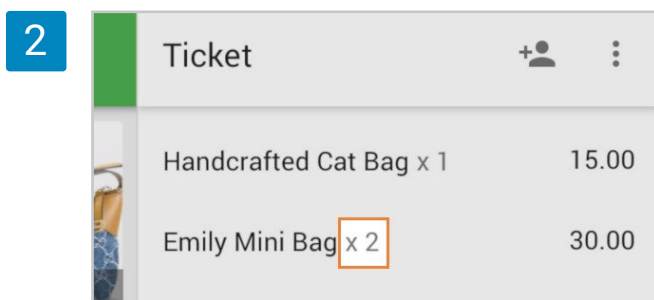 2
Ticket
Handcrafted Cat Bag x 1 15.00
Emily Mini Bag x 2 30.00